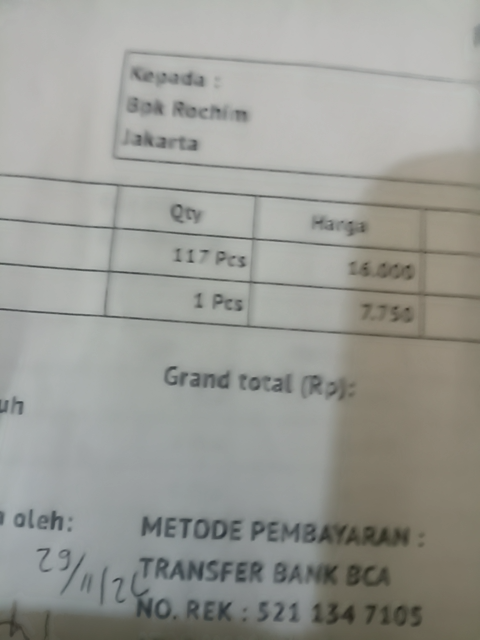 Kepada :
Bpk Rochim
Jakarta
Qty Harga
117 Pcs 16.000
1 Pcs 7.750
Grand total (Rp):
uh
oleh:
METODE PEMBAYARAN :
29/11/24
TRANSFER BANK BCA
NO. REK : 521 134 7105